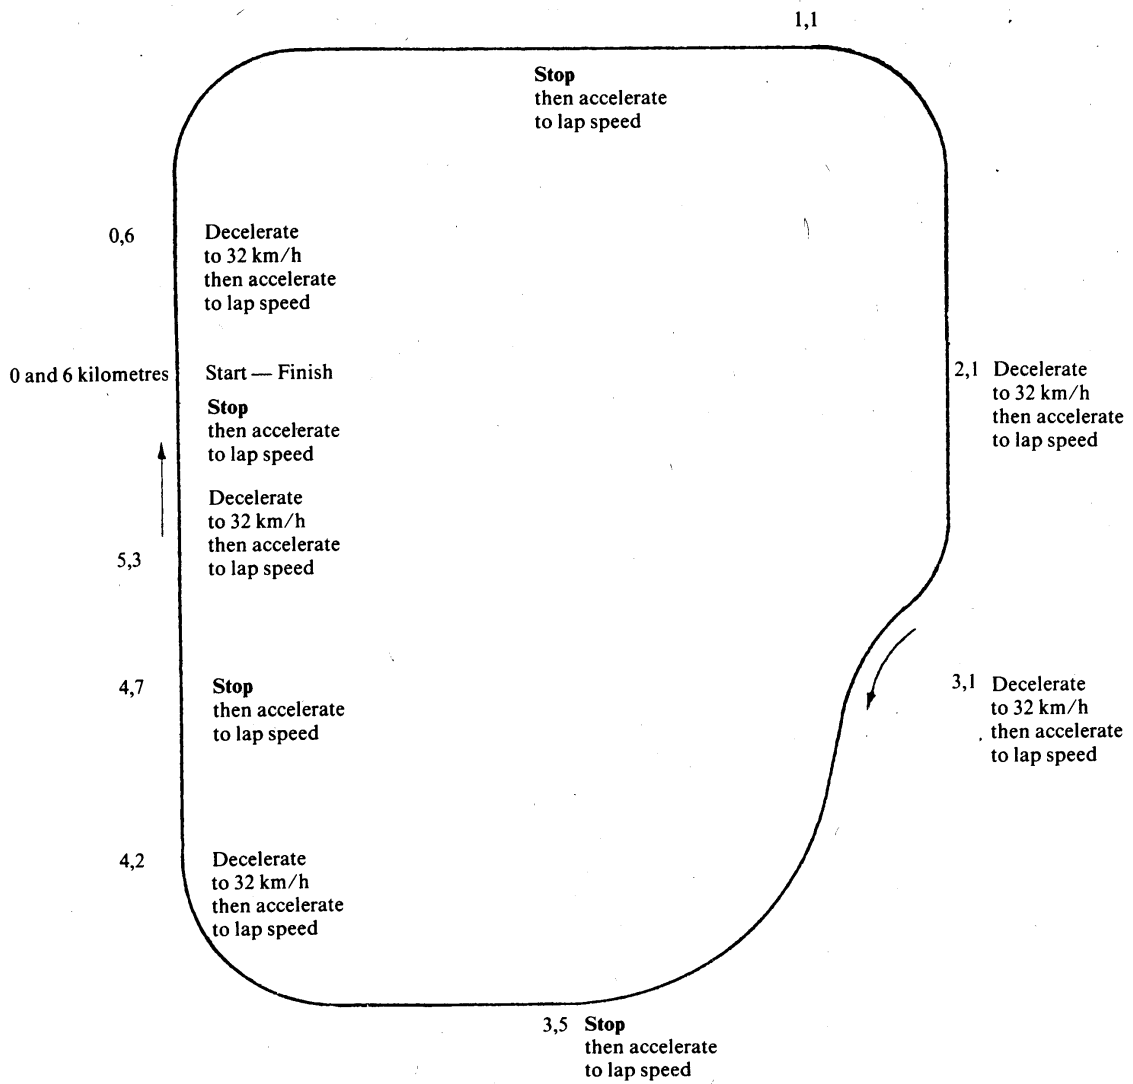 1,1
Stop
then accelerate
to lap speed
0,6
Decelerate
to 32 km/h
then accelerate
to lap speed
0 and 6 kilometres
Start — Finish
Stop
then accelerate
to lap speed
2,1
Decelerate
to 32 km/h
then accelerate
to lap speed
5,3
Decelerate
to 32 km/h
then accelerate
to lap speed
3,1
Decelerate
to 32 km/h
then accelerate
to lap speed
4,7
Stop
then accelerate
to lap speed
4,2
Decelerate
to 32 km/h
then accelerate
to lap speed
3,5
Stop
then accelerate
to lap speed